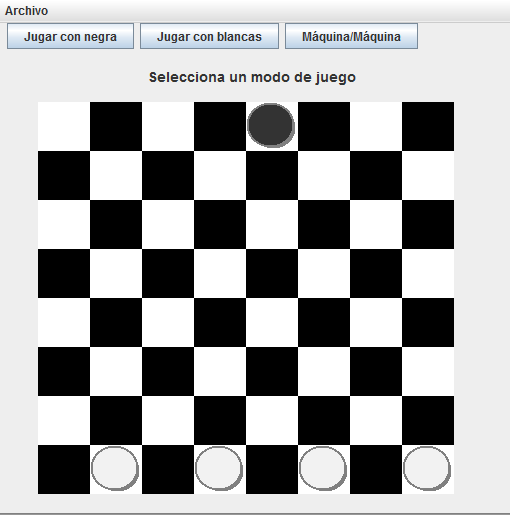 Archivo
Jugar con negra Jugar con blancas Máquina/Máquina
Selecciona un modo de juego